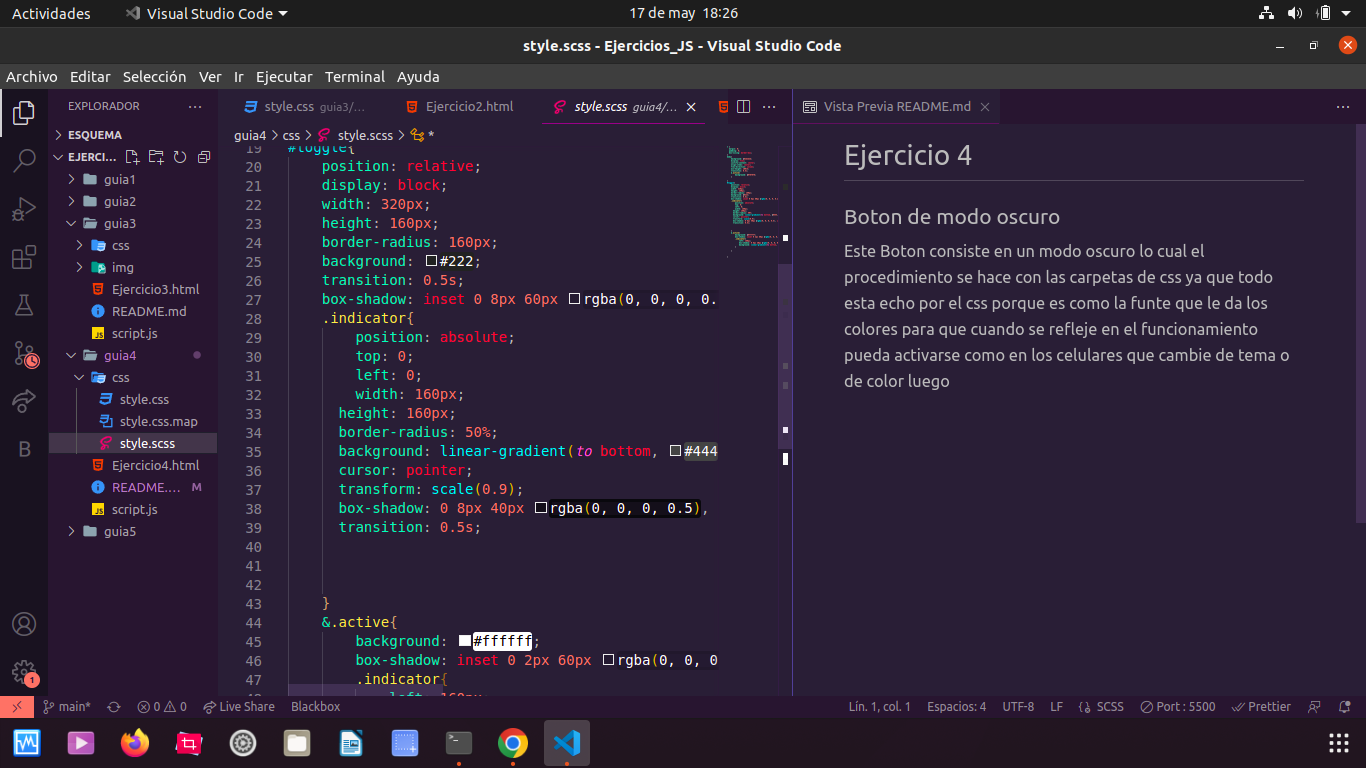 Actividades
Visual Studio Code
17 de may 18:26
style.scss - Ejercicios_JS - Visual Studio Code
Archivo Editar Selección Ver Ir Ejecutar Terminal Ayuda
EXPLORADOR
ESQUEMA
EJERCI...
guia1
guia2
guia3
css
img
Ejercicio3.html
README.md
script.js
guia4
css
style.css
style.css.map
style.scss
Ejercicio4.html
README.... M
script.js
guia5
1
style.css guia3/...
Ejercicio2.html
style.scss guia4/...
guia4 > css > style.scss > *
19 #toggle{
20 position: relative;
21 display: block;
22 width: 320px;
23 height: 160px;
24 border-radius: 160px;
25 background: #222;
26 transition: 0.5s;
27 box-shadow: inset 0 8px 60px rgba(0, 0, 0, 0.
28 .indicator{
29 position: absolute;
30 top: 0;
31 left: 0;
32 width: 160px;
33 height: 160px;
34 border-radius: 50%;
35 background: linear-gradient(to bottom, #444
36 cursor: pointer;
37 transform: scale(0.9);
38 box-shadow: 0 8px 40px rgba(0, 0, 0, 0.5),
39 transition: 0.5s;
40
41
42
43 }
44 &.active{
45 background: #ffffff;
46 box-shadow: inset 0 2px 60px rgba(0, 0, 0
47 .indicator{
48 left: 160px
Vista Previa README.md
Ejercicio 4
Boton de modo oscuro
Este Boton consiste en un modo oscuro lo cual el
procedimiento se hace con las carpetas de css ya que todo
esta echo por el css porque es como la funte que le da los
colores para que cuando se refleje en el funcionamiento
pueda activarse como en los celulares que cambie de tema o
de color luego
main* 0 0 Live Share Blackbox Lín. 1, col. 1 Espacios: 4 UTF-8 LF SCSS Port : 5500 Prettier